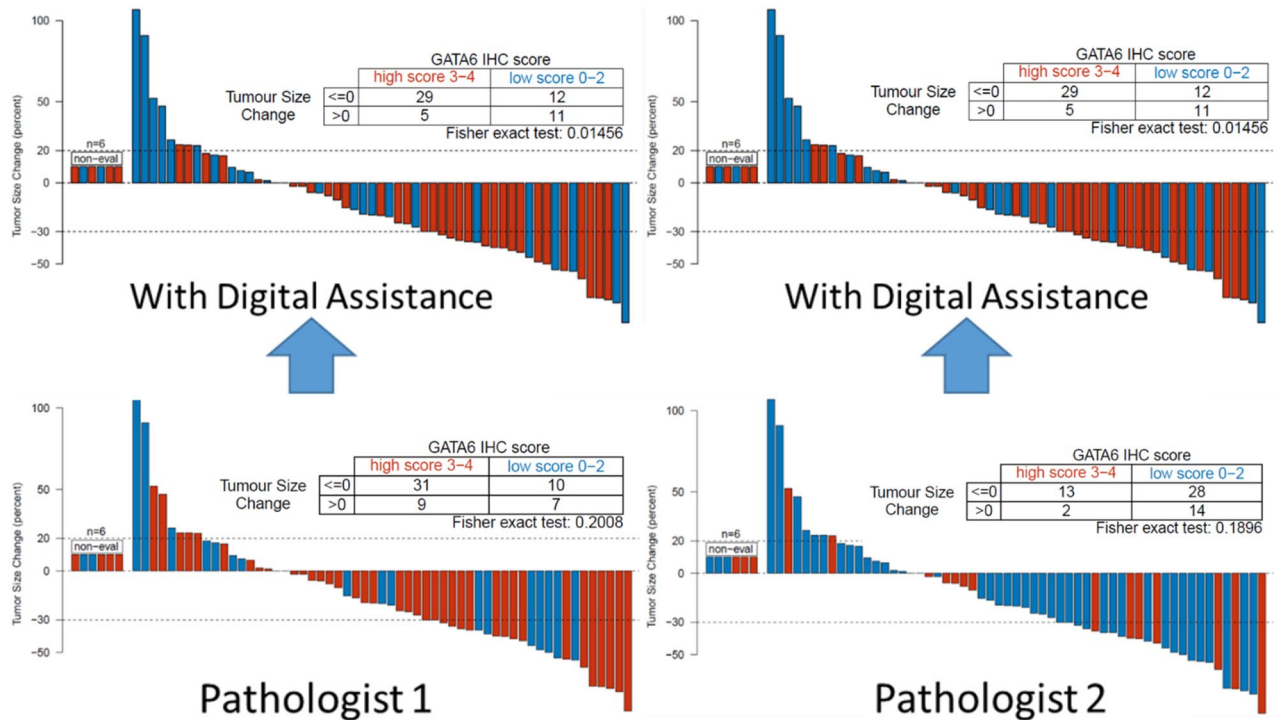 100
50
20
0
−30
−50
Tumor Size Change (percent)
n=6
non−eval
GATA6 IHC score
high score 3−4 low score 0−2
Tumour Size Change
<=0 29 12
>0 5 11
Fisher exact test: 0.01456
With Digital Assistance
100
50
20
0
−30
−50
Tumor Size Change (percent)
n=6
non−eval
GATA6 IHC score
high score 3−4 low score 0−2
Tumour Size Change
<=0 29 12
>0 5 11
Fisher exact test: 0.01456
With Digital Assistance
100
50
20
0
−30
−50
Tumor Size Change (percent)
n=6
non−eval
GATA6 IHC score
high score 3−4 low score 0−2
Tumour Size Change
<=0 31 10
>0 9 7
Fisher exact test: 0.2008
Pathologist 1
100
50
20
0
−30
−50
Tumor Size Change (percent)
n=6
non−eval
GATA6 IHC score
high score 3−4 low score 0−2
Tumour Size Change
<=0 13 28
>0 2 14
Fisher exact test: 0.1896
Pathologist 2